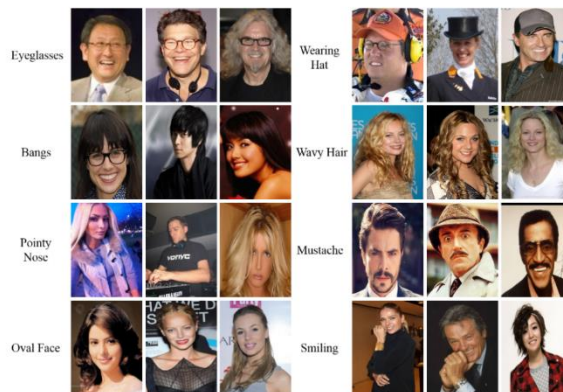 Eyeglasses
Wearing
Hat
Bangs
Wavy Hair
Pointy
Nose
Mustache
Oval Face
Smiling